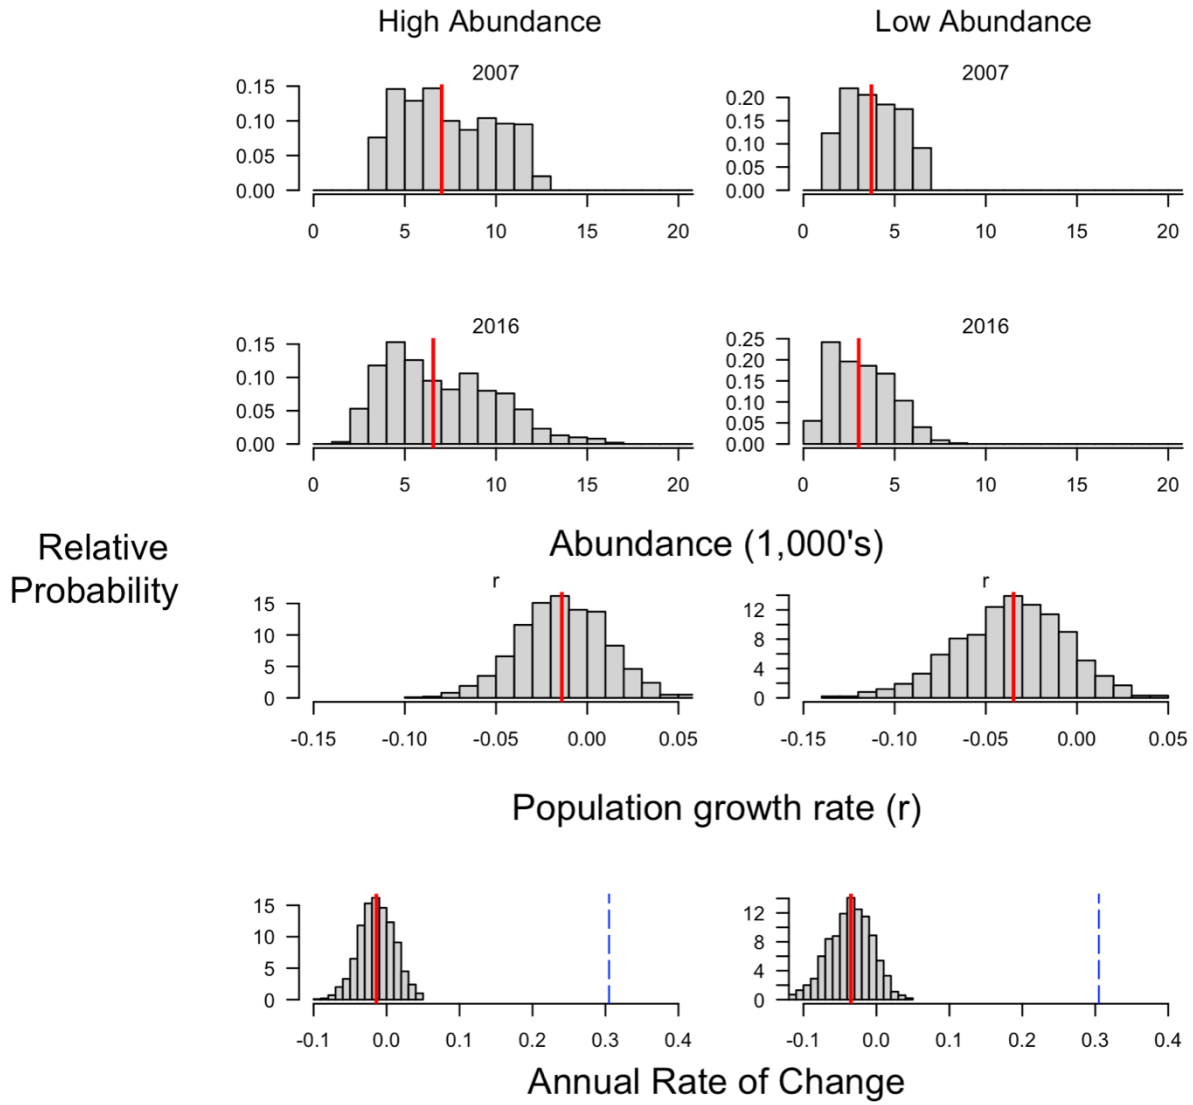 High Abundance Low Abundance
2007 2007
0.15 0.10 0.05 0.00
0.20 0.15 0.10 0.05 0.00
0 5 10 15 20 0 5 10 15 20
2016 2016
0.15 0.10 0.05 0.00
0.25 0.20 0.15 0.10 0.05 0.00
0 5 10 15 20 0 5 10 15 20
Abundance (1,000's)
Relative
Probability
r r
15 10 5 0
12 8 4 0
-0.15 -0.10 -0.05 0.00 0.05 -0.15 -0.10 -0.05 0.00 0.05
Population growth rate (r)
15 10 5 0
12 8 4 0
-0.1 0.0 0.1 0.2 0.3 0.4 -0.1 0.0 0.1 0.2 0.3 0.4
Annual Rate of Change